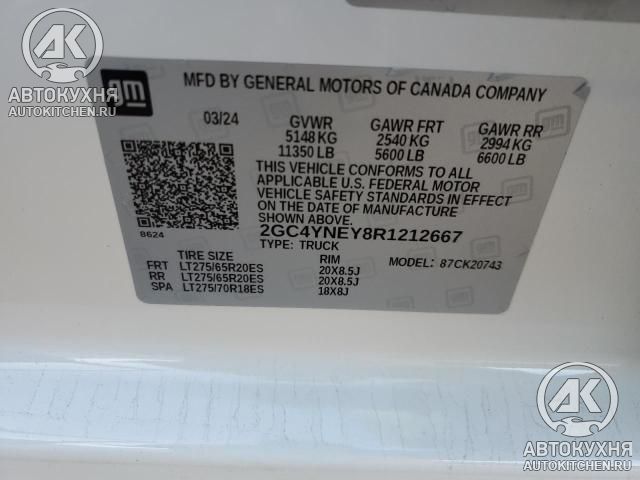 АВТОКУХНЯ
AUTOKITCHEN.RU
gm
MFD BY GENERAL MOTORS OF CANADA COMPANY
03/24 GVWR GAWR FRT GAWR RR
5148 KG 2540 KG 2994 KG
11350 LB 5600 LB 6600 LB
THIS VEHICLE CONFORMS TO ALL
APPLICABLE U.S. FEDERAL MOTOR
VEHICLE SAFETY STANDARDS IN EFFECT
ON THE DATE OF MANUFACTURE
SHOWN ABOVE.
8624 2GC4YNEY8R1212667
TYPE: TRUCK MODEL: 87CK20743
TIRE SIZE RIM
FRT LT275/65R20ES 20X8.5J
RR LT275/65R20ES 20X8.5J
SPA LT275/70R18ES 18X8J
АК
АВТОКУХНЯ
AUTOKITCHEN.RU